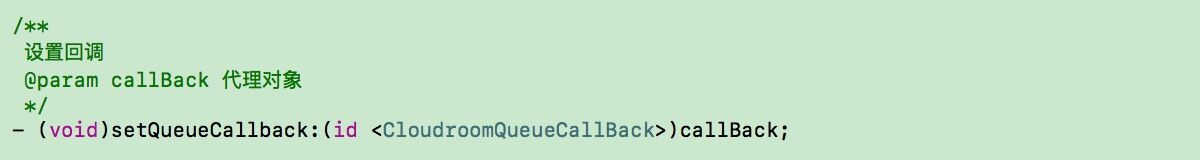 /**
设置回调
@param callBack 代理对象
*/
- (void)setQueueCallback:(id <CloudroomQueueCallBack>)callBack;